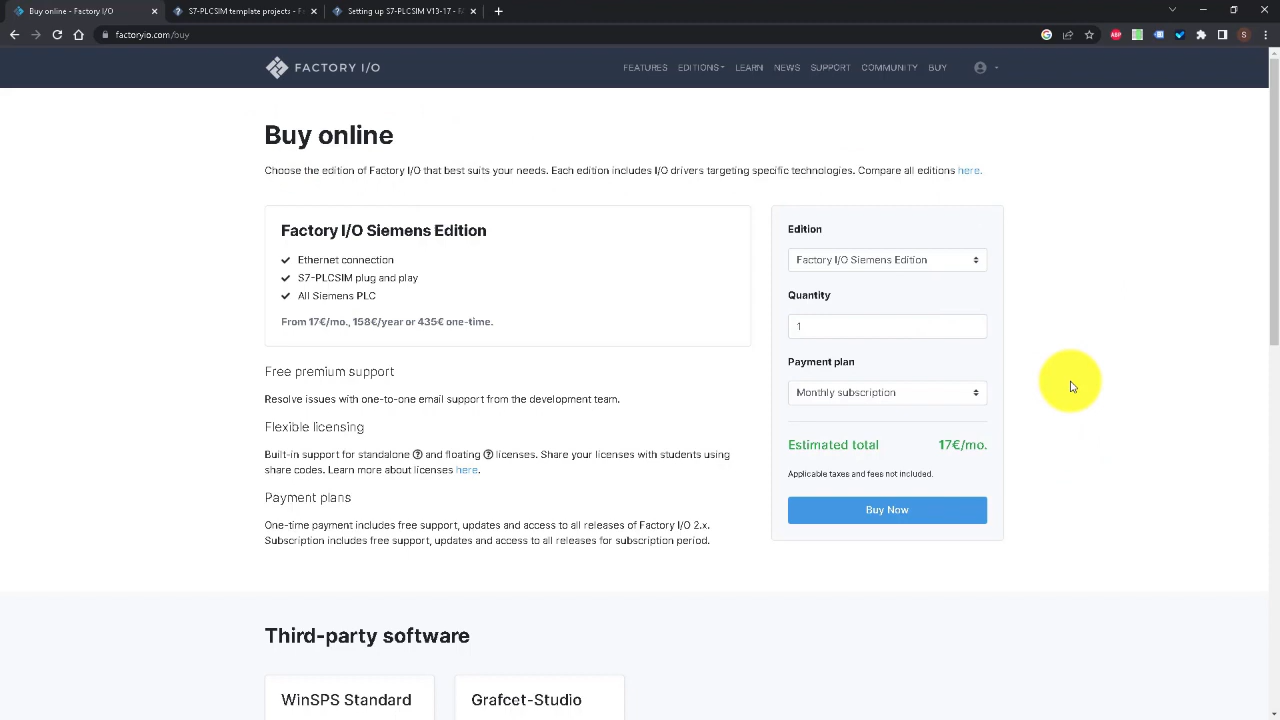 Buy online - Factory I/O
S7-PLCSIM template projects - F
Setting up S7-PLCSIM V13-17 - F
factoryio.com/buy
FACTORY I/O
FEATURES EDITIONS LEARN NEWS SUPPORT COMMUNITY BUY
Buy online
Choose the edition of Factory I/O that best suits your needs. Each edition includes I/O drivers targeting specific technologies. Compare all editions here.
Factory I/O Siemens Edition
Ethernet connection
S7-PLCSIM plug and play
All Siemens PLC
From 17€/mo., 158€/year or 435€ one-time.
Free premium support
Resolve issues with one-to-one email support from the development team.
Flexible licensing
Built-in support for standalone ? and floating ? licenses. Share your licenses with students using
share codes. Learn more about licenses here.
Payment plans
One-time payment includes free support, updates and access to all releases of Factory I/O 2.x.
Subscription includes free support, updates and access to all releases for subscription period.
Edition
Factory I/O Siemens Edition
Quantity
1
Payment plan
Monthly subscription
Estimated total 17€/mo.
Applicable taxes and fees not included.
Buy Now
Third-party software
WinSPS Standard
Grafcet-Studio